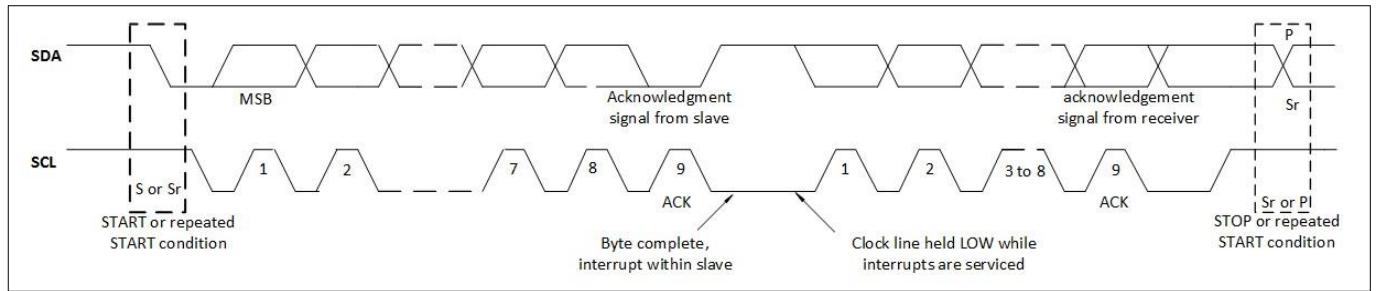 P
SDA
MSB
Acknowledgment
signal from slave
acknowledgement
signal from receiver
Sr
SCL
1
2
7
8
9
1
2
3 to 8
9
S or Sr
ACK
ACK
Sr or P
START or repeated
START condition
Byte complete,
interrupt within slave
Clock line held LOW while
interrupts are serviced
STOP or repeated
START condition